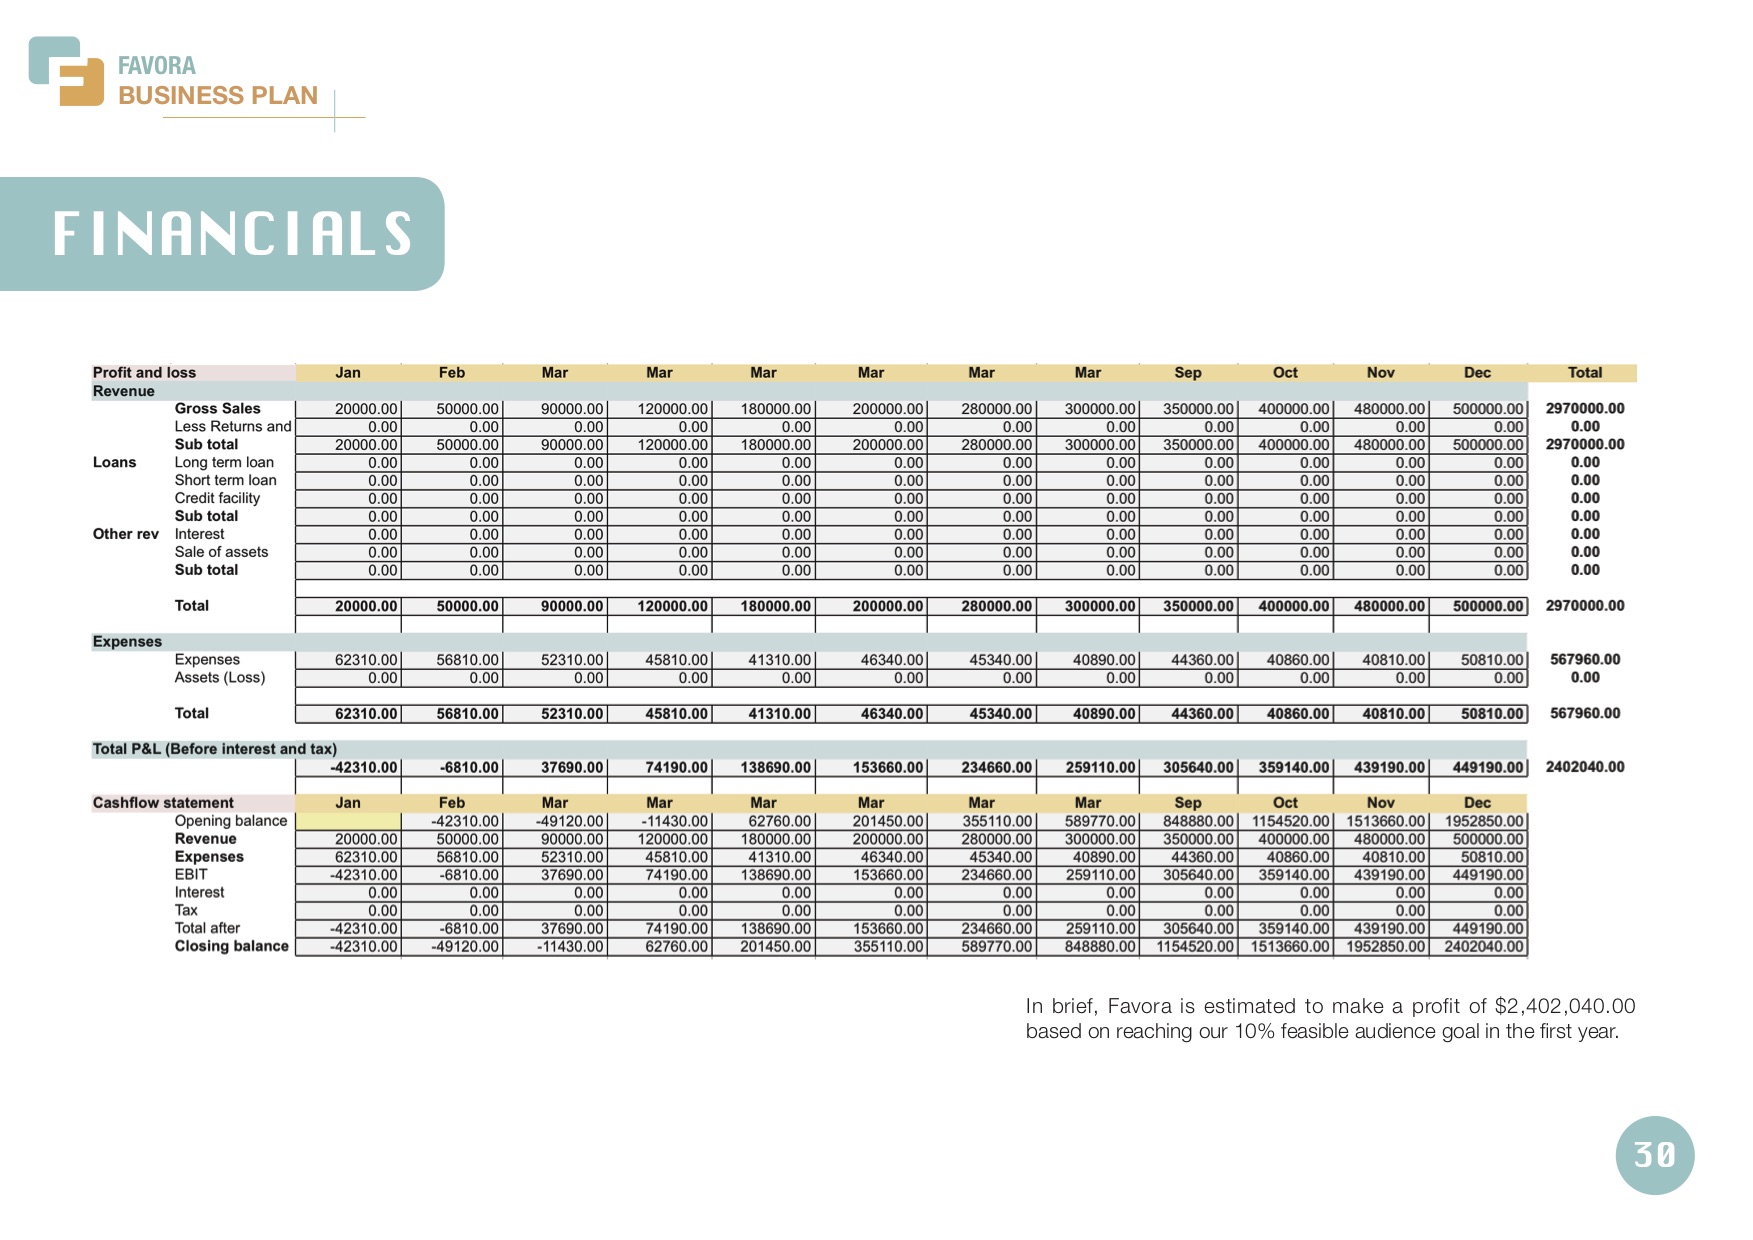 FAVORA
BUSINESS PLAN
FINANCIALS
Profit and loss Jan Feb Mar Mar Mar Mar Mar Mar Sep Oct Nov Dec Total
Revenue
Gross Sales 20000.00 50000.00 90000.00 120000.00 180000.00 200000.00 280000.00 300000.00 350000.00 400000.00 480000.00 500000.00 2970000.00
Less Returns and 0.00 0.00 0.00 0.00 0.00 0.00 0.00 0.00 0.00 0.00 0.00 0.00 0.00
Sub total 20000.00 50000.00 90000.00 120000.00 180000.00 200000.00 280000.00 300000.00 350000.00 400000.00 480000.00 500000.00 2970000.00
Loans Long term loan 0.00 0.00 0.00 0.00 0.00 0.00 0.00 0.00 0.00 0.00 0.00 0.00 0.00
Short term loan 0.00 0.00 0.00 0.00 0.00 0.00 0.00 0.00 0.00 0.00 0.00 0.00 0.00
Credit facility 0.00 0.00 0.00 0.00 0.00 0.00 0.00 0.00 0.00 0.00 0.00 0.00 0.00
Sub total 0.00 0.00 0.00 0.00 0.00 0.00 0.00 0.00 0.00 0.00 0.00 0.00 0.00
Other rev Interest 0.00 0.00 0.00 0.00 0.00 0.00 0.00 0.00 0.00 0.00 0.00 0.00 0.00
Sale of assets 0.00 0.00 0.00 0.00 0.00 0.00 0.00 0.00 0.00 0.00 0.00 0.00 0.00
Sub total 0.00 0.00 0.00 0.00 0.00 0.00 0.00 0.00 0.00 0.00 0.00 0.00 0.00
Total 20000.00 50000.00 90000.00 120000.00 180000.00 200000.00 280000.00 300000.00 350000.00 400000.00 480000.00 500000.00 2970000.00
Expenses
Expenses 62310.00 56810.00 52310.00 45810.00 41310.00 46340.00 45340.00 40890.00 44360.00 40860.00 40810.00 50810.00 567960.00
Assets (Loss) 0.00 0.00 0.00 0.00 0.00 0.00 0.00 0.00 0.00 0.00 0.00 0.00 0.00
Total 62310.00 56810.00 52310.00 45810.00 41310.00 46340.00 45340.00 40890.00 44360.00 40860.00 40810.00 50810.00 567960.00
Total P&L (Before interest and tax)
-42310.00 -6810.00 37690.00 74190.00 138690.00 153660.00 234660.00 259110.00 305640.00 359140.00 439190.00 449190.00 2402040.00
Cashflow statement Jan Feb Mar Mar Mar Mar Mar Mar Sep Oct Nov Dec
Opening balance -42310.00 -49120.00 -11430.00 62760.00 201450.00 355110.00 589770.00 848880.00 1154520.00 1513660.00 1952850.00
Revenue 20000.00 50000.00 90000.00 120000.00 180000.00 200000.00 280000.00 300000.00 350000.00 400000.00 480000.00 500000.00
Expenses 62310.00 56810.00 52310.00 45810.00 41310.00 46340.00 45340.00 40890.00 44360.00 40860.00 40810.00 50810.00
EBIT -42310.00 -6810.00 37690.00 74190.00 138690.00 153660.00 234660.00 259110.00 305640.00 359140.00 439190.00 449190.00
Interest 0.00 0.00 0.00 0.00 0.00 0.00 0.00 0.00 0.00 0.00 0.00 0.00
Tax 0.00 0.00 0.00 0.00 0.00 0.00 0.00 0.00 0.00 0.00 0.00 0.00
Total after -42310.00 -6810.00 37690.00 74190.00 138690.00 153660.00 234660.00 259110.00 305640.00 359140.00 439190.00 449190.00
Closing balance -42310.00 -49120.00 -11430.00 62760.00 201450.00 355110.00 589770.00 848880.00 1154520.00 1513660.00 1952850.00 2402040.00
In brief, Favora is estimated to make a profit of $2,402,040.00
based on reaching our 10% feasible audience goal in the first year.
30